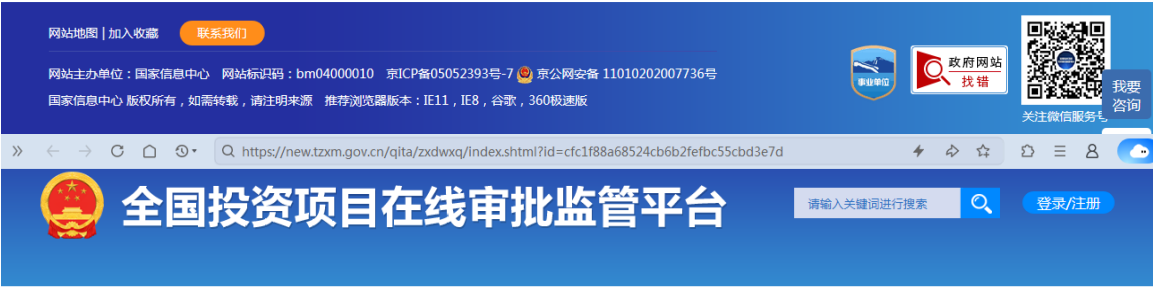 网站地图 | 加入收藏 联系我们
网站主办单位：国家信息中心 网站标识码：bm04000010 京ICP备05052393号-7 京公网安备 11010202007736号
国家信息中心 版权所有，如需转载，请注明来源 推荐浏览器版本：IE11，IE8，谷歌，360极速版
事业单位
政府网站
找错
关注微信服务号
我要
咨询
https://new.tzxm.gov.cn/qita/zxdwxq/index.shtml?id=cfc1f88a68524cb6b2fefbc55cbd3e7d
全国投资项目在线审批监管平台
请输入关键词进行搜索
登录/注册